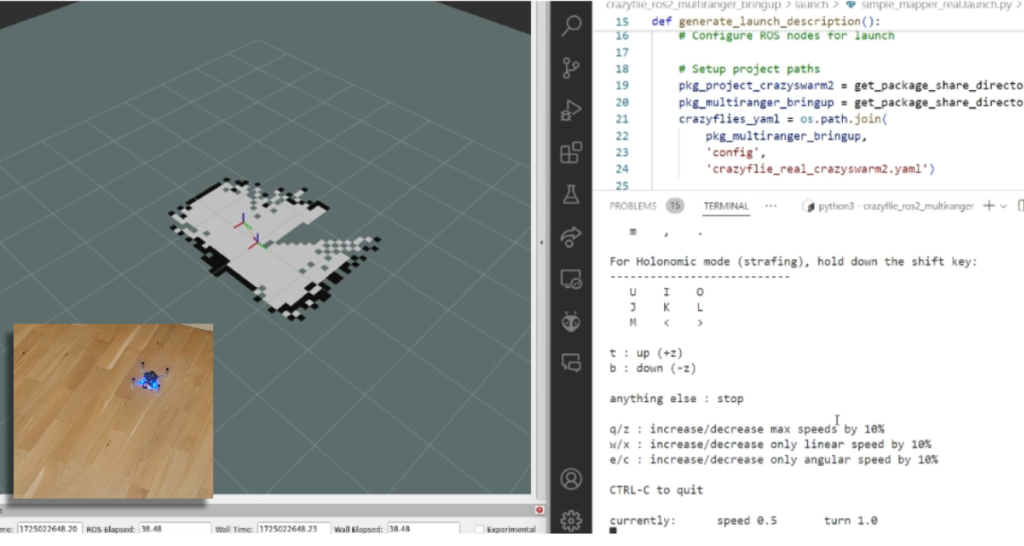 crazyflie_ros2_multiranger_bringup > launch > simple_mapper_real.launch.py >
15 def generate_launch_description():
16 # Configure ROS nodes for launch
17
18 # Setup project paths
19 pkg_project_crazyswarm2 = get_package_share_directo
20 pkg_multiranger_bringup = get_package_share_directo
21 crazyflies_yaml = os.path.join(
22 pkg_multiranger_bringup,
23 'config',
24 'crazyflie_real_crazyswarm2.yaml')
25
PROBLEMS 15 TERMINAL ··· python3 - crazyflie_ros2_multiranger
m , .
For Holonomic mode (strafing), hold down the shift key:
---------------------------
U I O
J K L
M < >
t : up (+z)
b : down (-z)
anything else : stop
q/z : increase/decrease max speeds by 10%
w/x : increase/decrease only linear speed by 10%
e/c : increase/decrease only angular speed by 10%
CTRL-C to quit
currently: speed 0.5 turn 1.0
me: 1725022648.20 ROS Elapsed: 38.48 Wall Time: 1725022648.23 Wall Elapsed: 38.48 Experimental